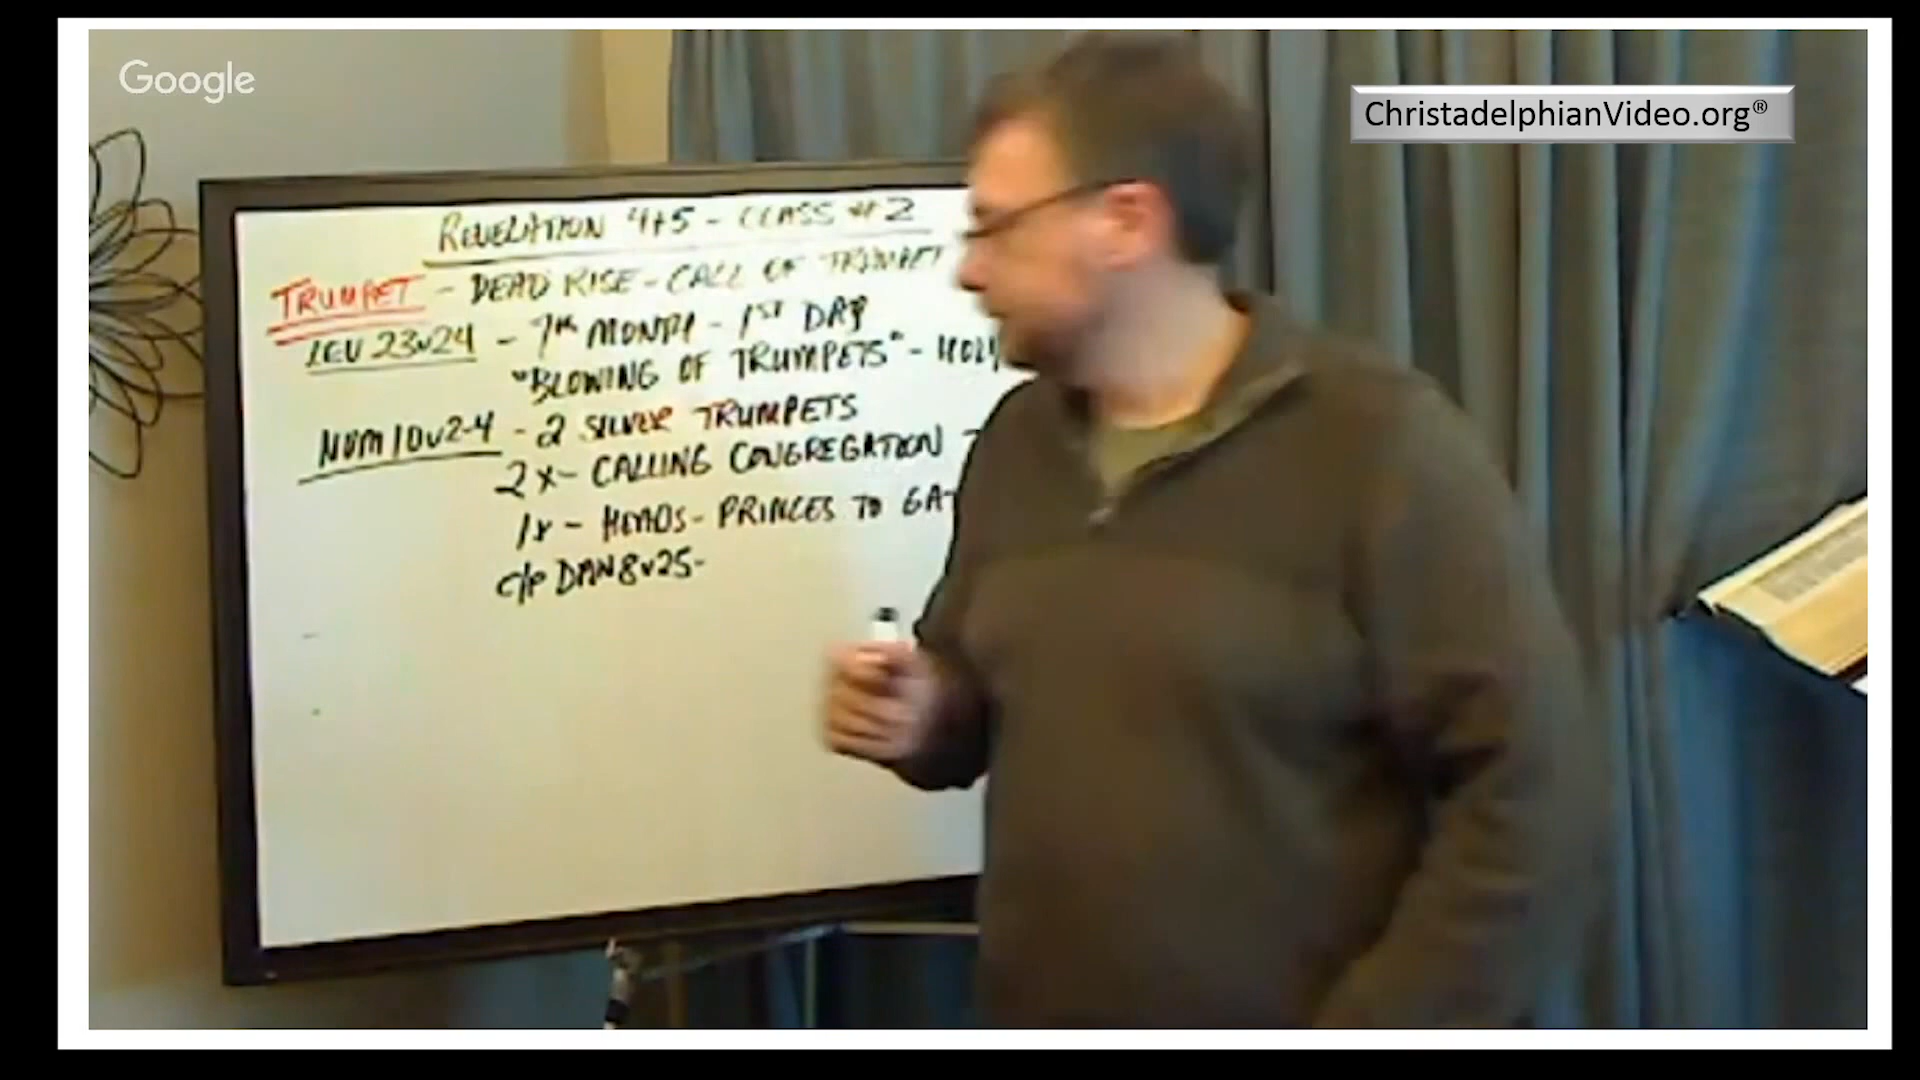 Google
ChristadelphianVideo.org®
REVELATION 4+5 - CLASS #2
TRUMPET - DEAD RISE - CALL OF TRUMPET
LEV 23v24 - 7th MONTH - 1ST DAY
"BLOWING OF TRUMPETS" -
NUM 10v2-4 - 2 SILVER TRUMPETS
2x - CALLING CONGREGATION
1x - HEADS - PRINCES TO GAT
c/p DAN 8v25-